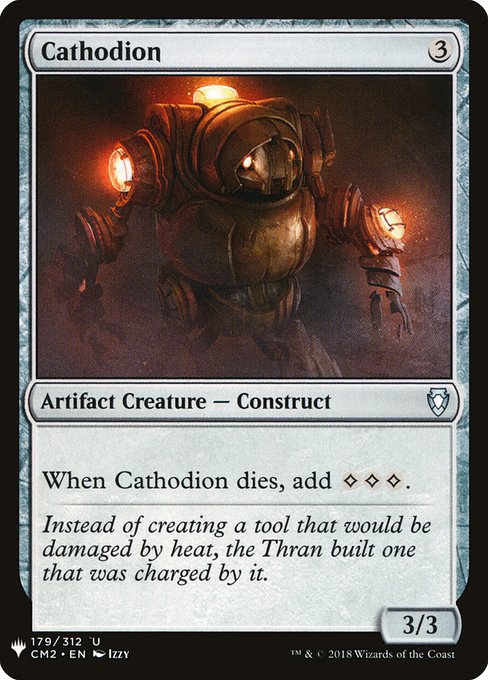 Cathodion 3
Artifact Creature — Construct
When Cathodion dies, add ◇◇◇.
Instead of creating a tool that would be
damaged by heat, the Thran built one
that was charged by it.
3/3
179/312 U
CM2 • EN Izzy
™ & © 2018 Wizards of the Coast